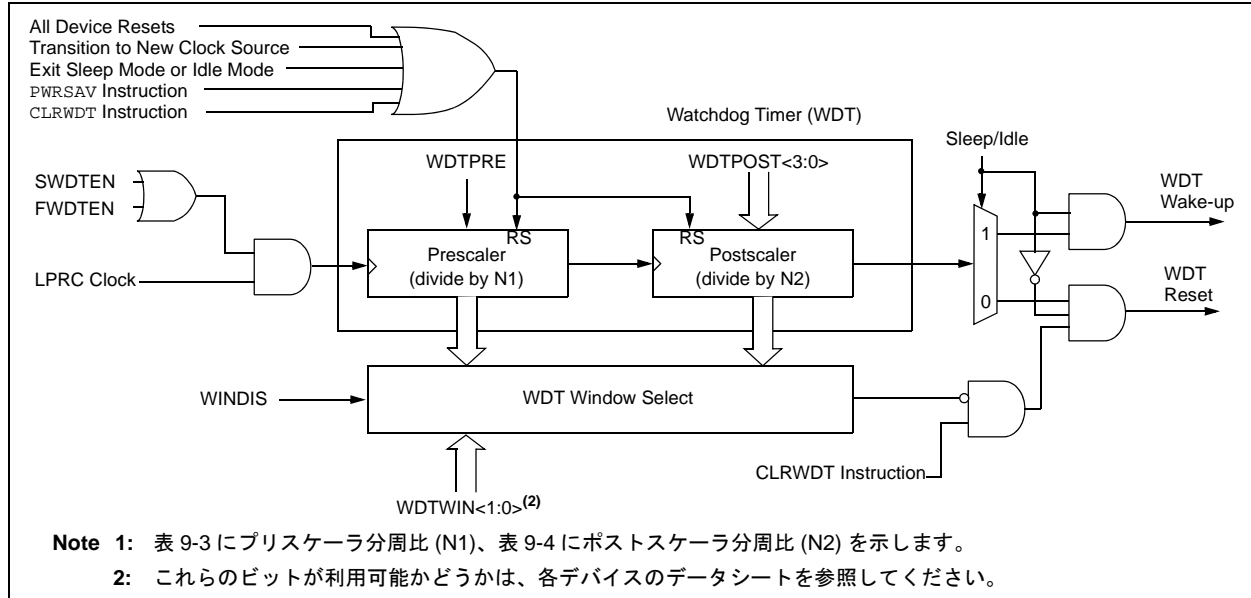 All Device Resets
Transition to New Clock Source
Exit Sleep Mode or Idle Mode
PWRSAV Instruction
CLRWDT Instruction
Watchdog Timer (WDT)
Sleep/Idle
WDTPRE
WDTPOST<3:0>
SWDTEN
FWDTEN
WDT
Wake-up
RS
RS
Prescaler
(divide by N1)
Postscaler
(divide by N2)
1
0
LPRC Clock
WDT
Reset
WINDIS
WDT Window Select
CLRWDT Instruction
WDTWIN<1:0>(2)
Note 1: 表 9-3 にプリスケーラ分周比 (N1)、表 9-4 にポストスケーラ分周比 (N2) を示します。
2: これらのビットが利用可能かどうかは、各デバイスのデータシートを参照してください。